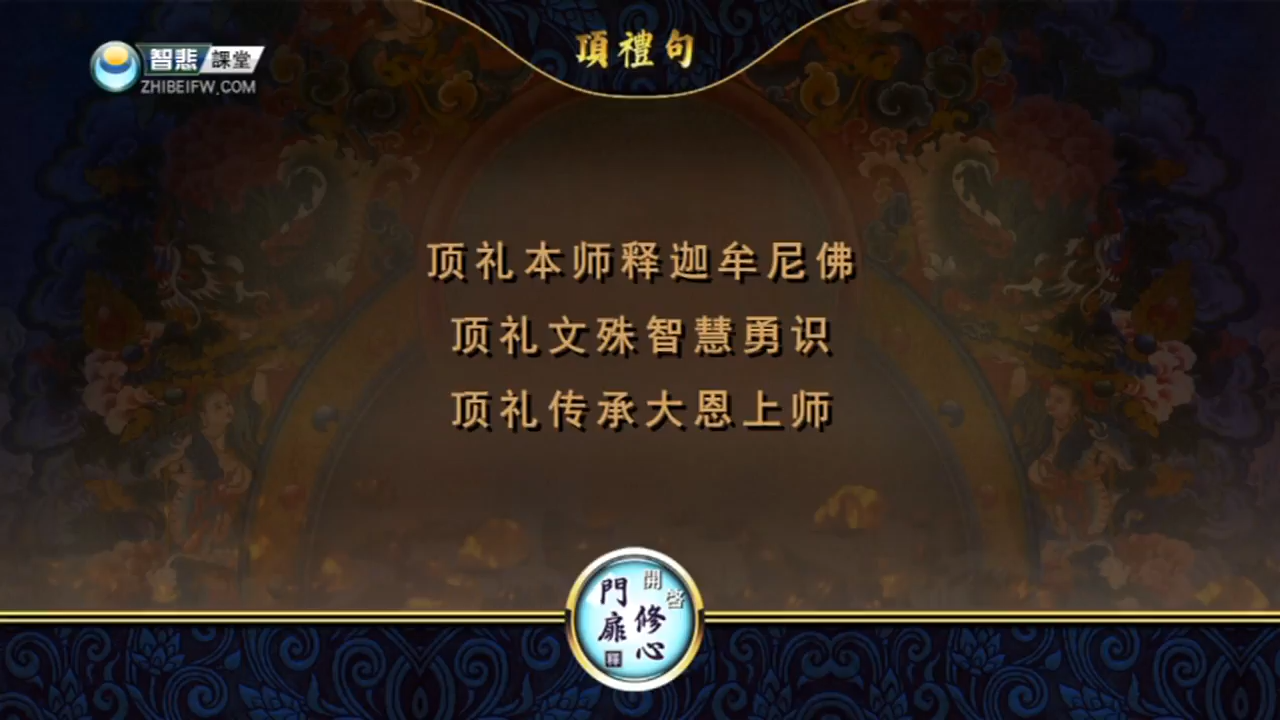 頂禮句
智悲課堂
ZHIBEIFW.COM
顶礼本师释迦牟尼佛
顶礼文殊智慧勇识
顶礼传承大恩上师
開啓
修心
門扉
釋